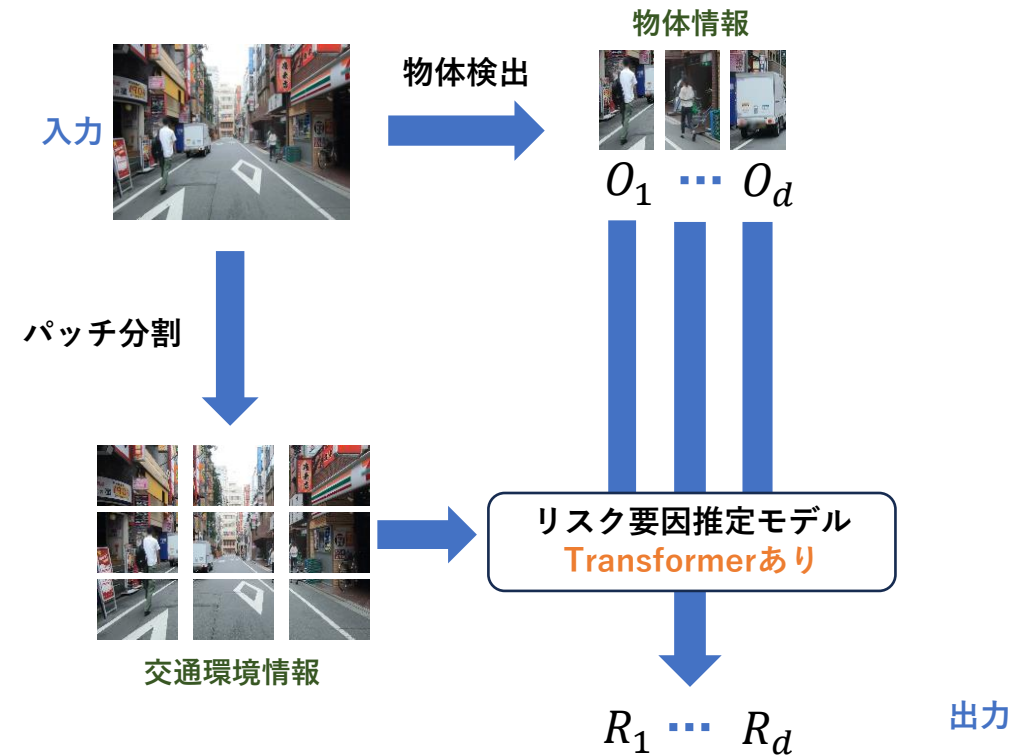 物体情報
物体検出
入力
O₁ ⋯ O_d
パッチ分割
リスク要因推定モデル
Transformerあり
交通環境情報
R₁ ⋯ R_d
出力